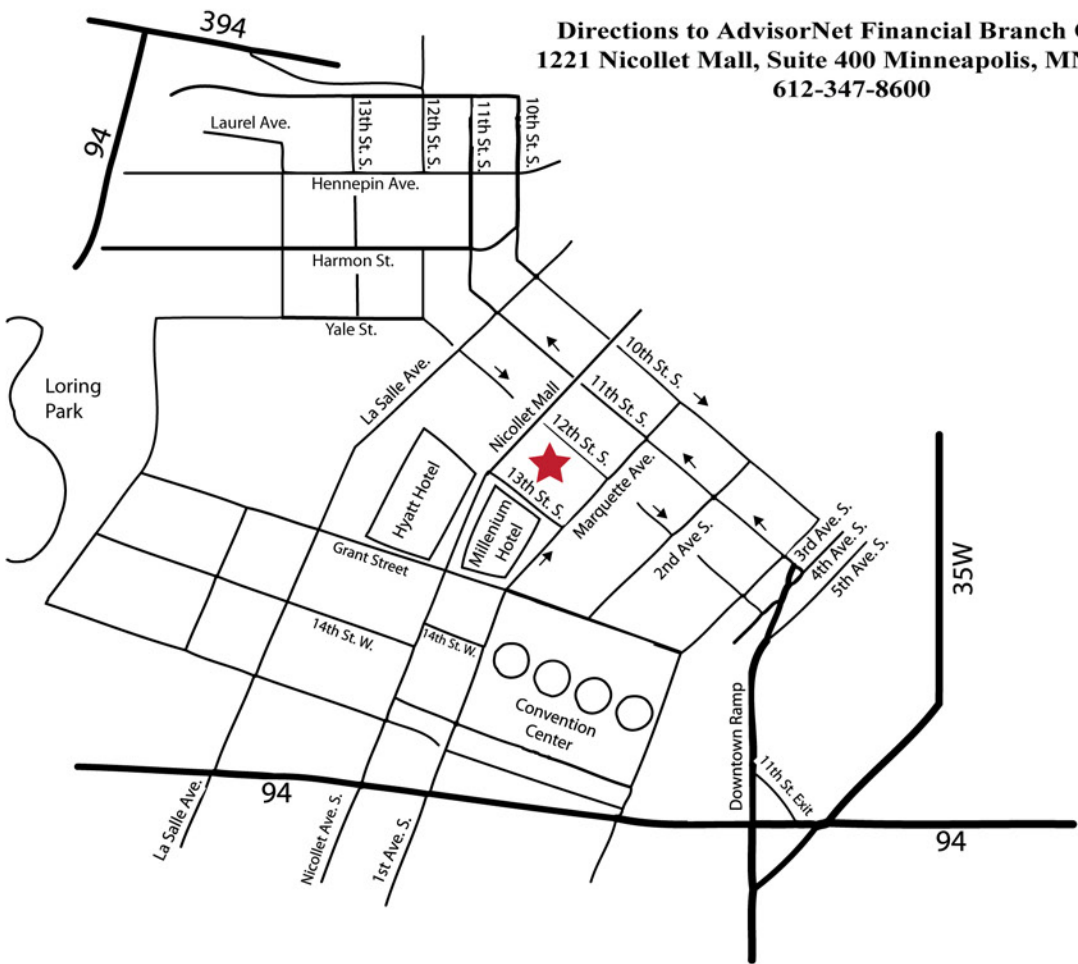 Directions to AdvisorNet Financial Branch
1221 Nicollet Mall, Suite 400 Minneapolis, MN
612-347-8600
394
94
Laurel Ave.
13th St. S.
12th St. S.
11th St. S.
10th St. S.
Hennepin Ave.
Harmon St.
Yale St.
Loring
Park
La Salle Ave.
Nicollet Mall
10th St. S.
11th St. S.
12th St. S.
13th St. S.
Marquette Ave.
Hyatt Hotel
Millenium
Hotel
2nd Ave S.
3rd Ave. S.
4th Ave. S.
5th Ave. S.
35W
Grant Street
14th St. W.
14th St. W.
Convention
Center
Downtown Ramp
11th St. Exit
94
94
La Salle Ave.
Nicollet Ave. S.
1st Ave. S.